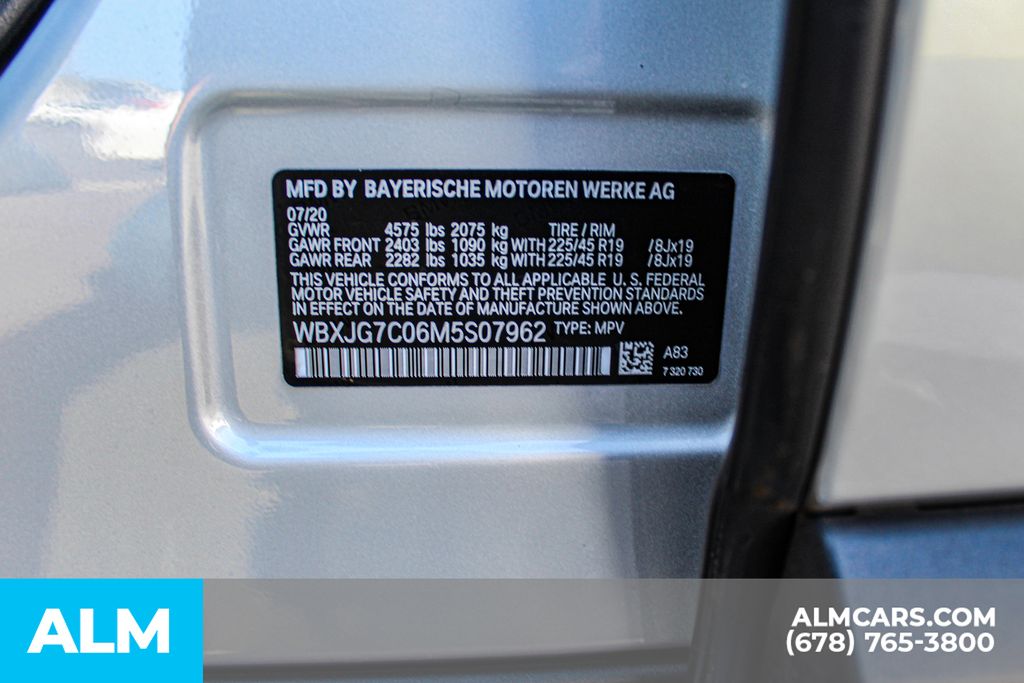 MFD BY BAYERISCHE MOTOREN WERKE AG
07/20
GVWR 4575 lbs 2075 kg TIRE / RIM
GAWR FRONT 2403 lbs 1090 kg WITH 225/45 R19 /8Jx19
GAWR REAR 2282 lbs 1035 kg WITH 225/45 R19 /8Jx19
THIS VEHICLE CONFORMS TO ALL APPLICABLE U. S. FEDERAL
MOTOR VEHICLE SAFETY AND THEFT PREVENTION STANDARDS
IN EFFECT ON THE DATE OF MANUFACTURE SHOWN ABOVE.
WBXJG7C06M5S07962 TYPE: MPV
A83
7 320 730
ALM
ALMCARS.COM
(678) 765-3800